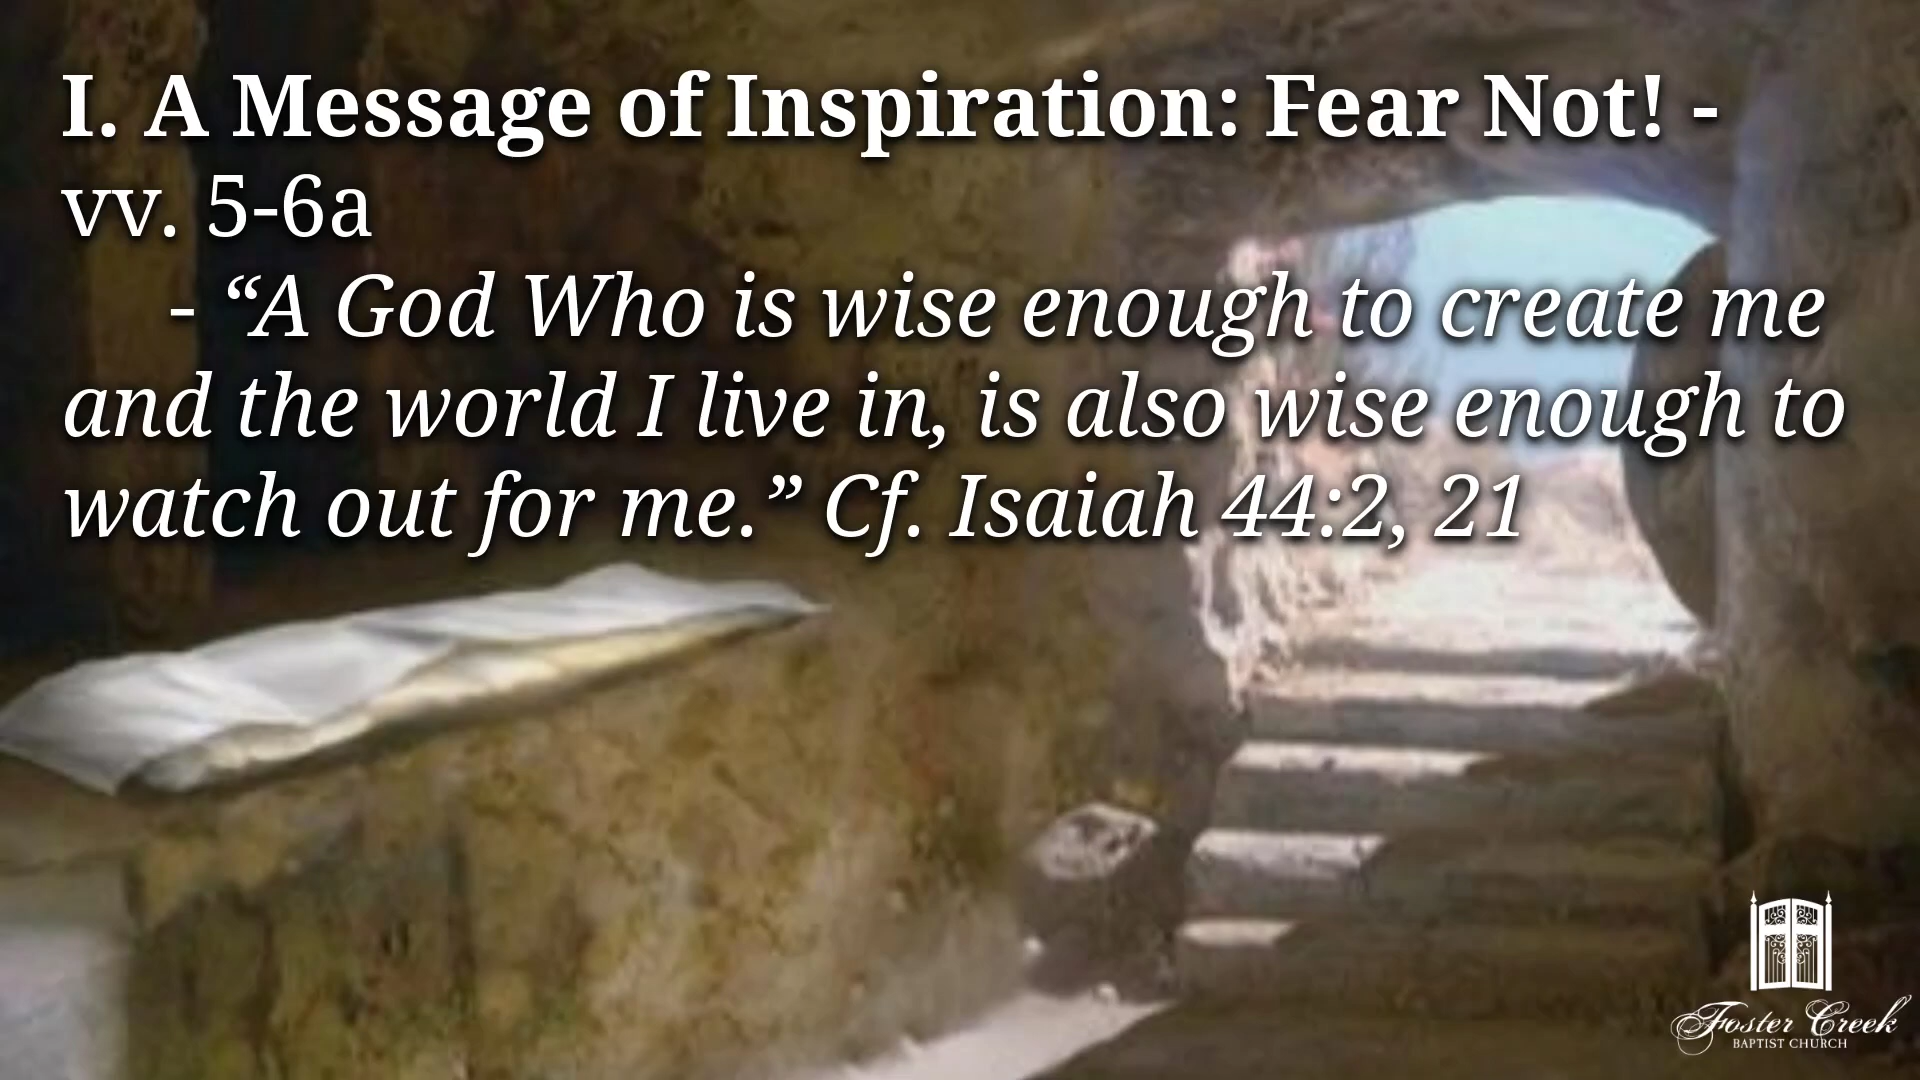 I. A Message of Inspiration: Fear Not! -
vv. 5-6a
- “A God Who is wise enough to create me
and the world I live in, is also wise enough to
watch out for me.” Cf. Isaiah 44:2, 21
Foster Creek
BAPTIST CHURCH